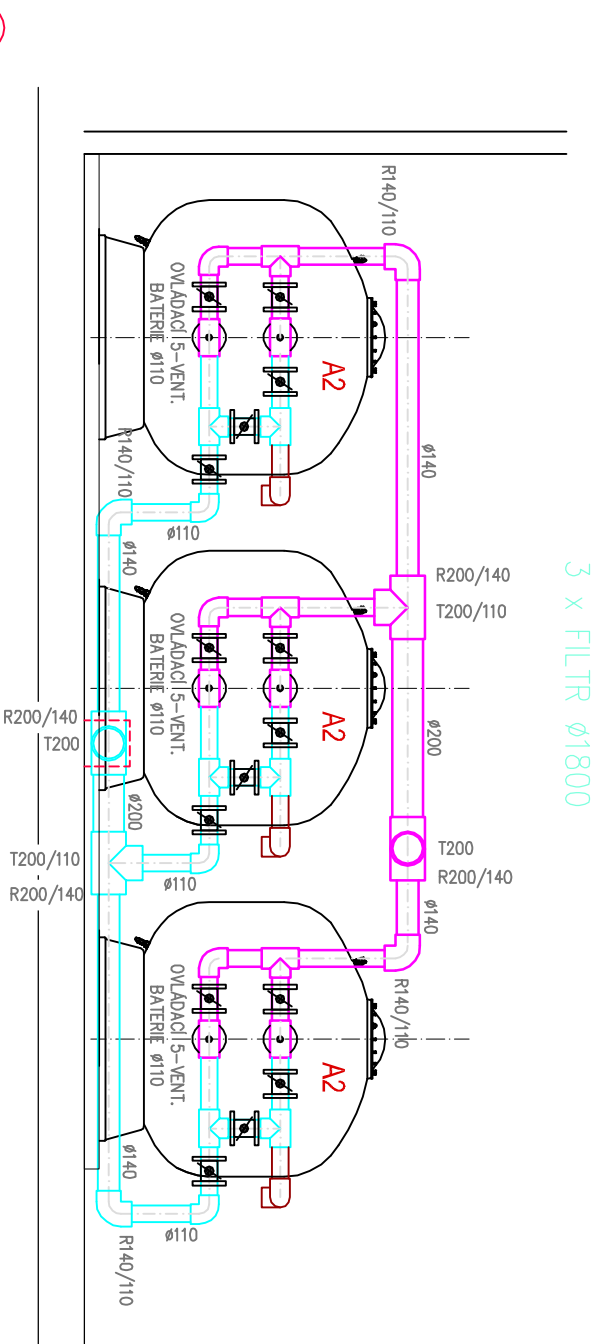 3 x FILTR ø1800
R140/110
ø140
R200/140
T200/110
ø200
T200
R200/140
ø140
R140/110
A2
OVLÁDACÍ 5-VENT.
BATERIE ø110
A2
OVLÁDACÍ 5-VENT.
BATERIE ø110
A2
OVLÁDACÍ 5-VENT.
BATERIE ø110
R140/110
ø110
ø140
R200/140
T200
ø200
T200/110
R200/140
ø110
ø140
ø110
R140/110